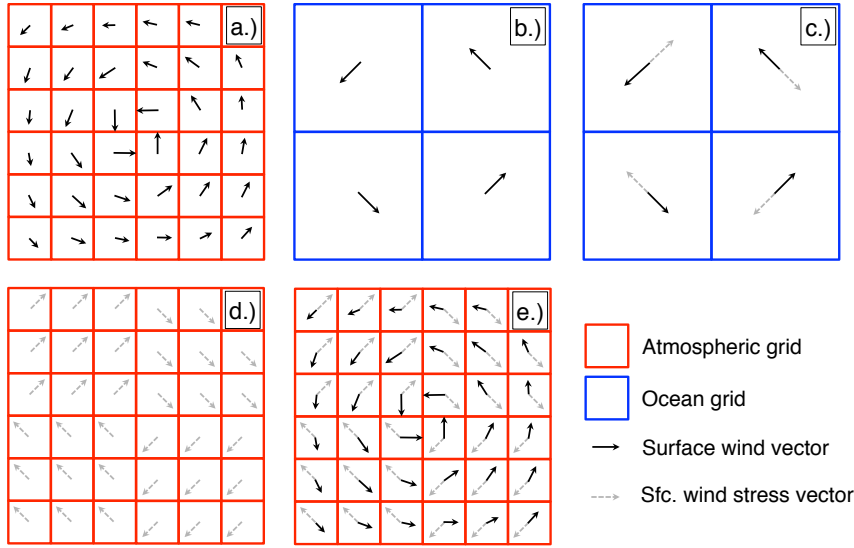 a.)
b.)
c.)
d.)
e.)
Atmospheric grid
Ocean grid
Surface wind vector
Sfc. wind stress vector